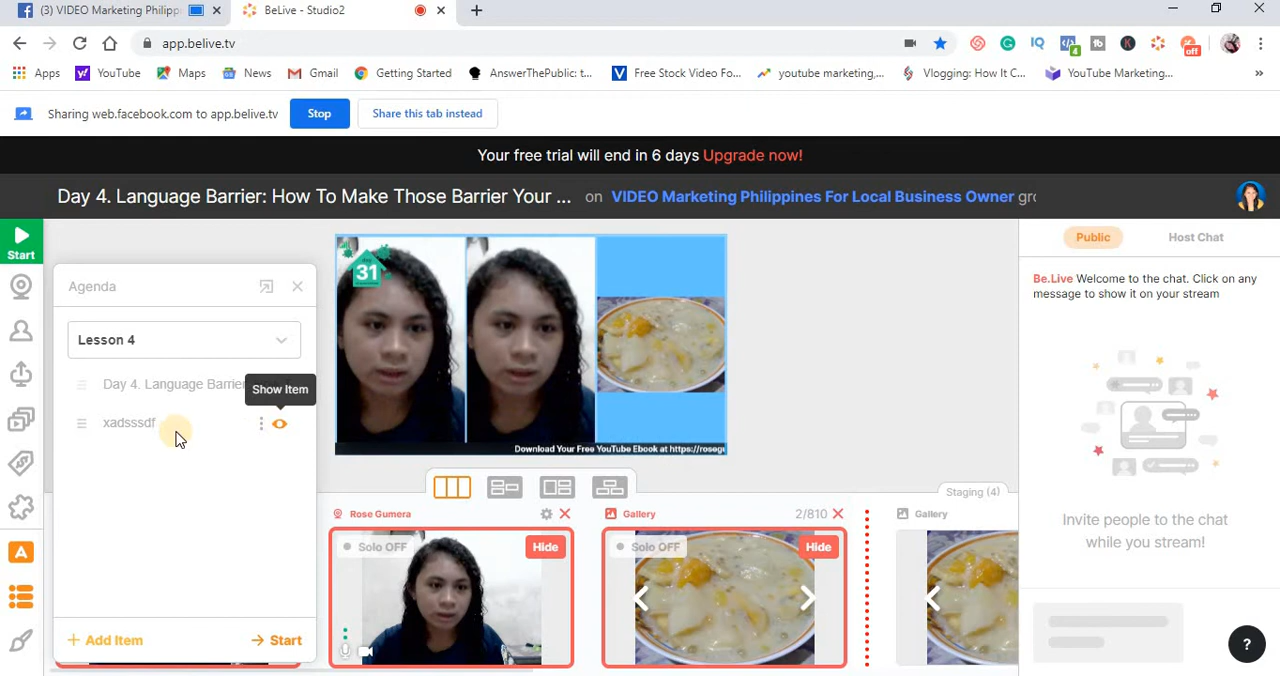 (3) VIDEO Marketing Philipp
BeLive - Studio2
app.belive.tv
Apps
YouTube
Maps
News
Gmail
Getting Started
AnswerThePublic: t...
Free Stock Video Fo...
youtube marketing,...
Vlogging: How It C...
YouTube Marketing...
Sharing web.facebook.com to app.belive.tv
Stop
Share this tab instead
Your free trial will end in 6 days Upgrade now!
Day 4. Language Barrier: How To Make Those Barrier Your ... on VIDEO Marketing Philippines For Local Business Owner gro
Start
Agenda
Lesson 4
Day 4. Language Barrier
Show Item
xadsssdf
+ Add Item
Start
31
Download Your Free YouTube Ebook at https://rosegu
Staging (4)
Rose Gumera
Gallery
2/810
Gallery
Solo OFF
Hide
Solo OFF
Hide
Public
Host Chat
Be.Live Welcome to the chat. Click on any
message to show it on your stream
Invite people to the chat
while you stream!
?